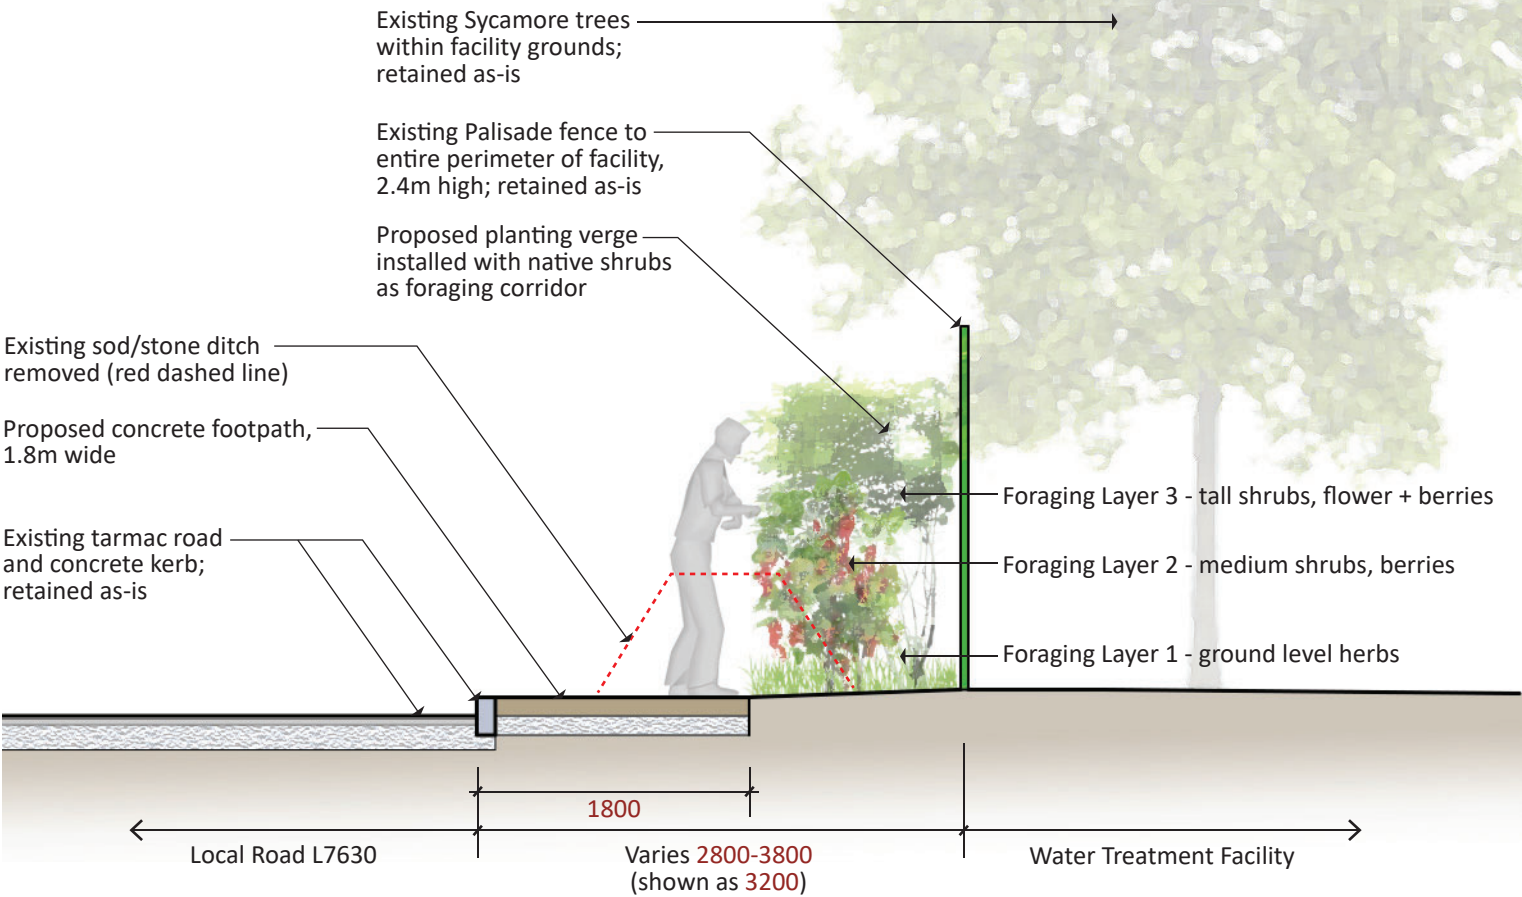 Existing Sycamore trees
within facility grounds;
retained as-is
Existing Palisade fence to
entire perimeter of facility,
2.4m high; retained as-is
Proposed planting verge
installed with native shrubs
as foraging corridor
Existing sod/stone ditch
removed (red dashed line)
Proposed concrete footpath,
1.8m wide
Existing tarmac road
and concrete kerb;
retained as-is
Foraging Layer 3 - tall shrubs, flower + berries
Foraging Layer 2 - medium shrubs, berries
Foraging Layer 1 - ground level herbs
1800
Local Road L7630
Varies 2800-3800
(shown as 3200)
Water Treatment Facility